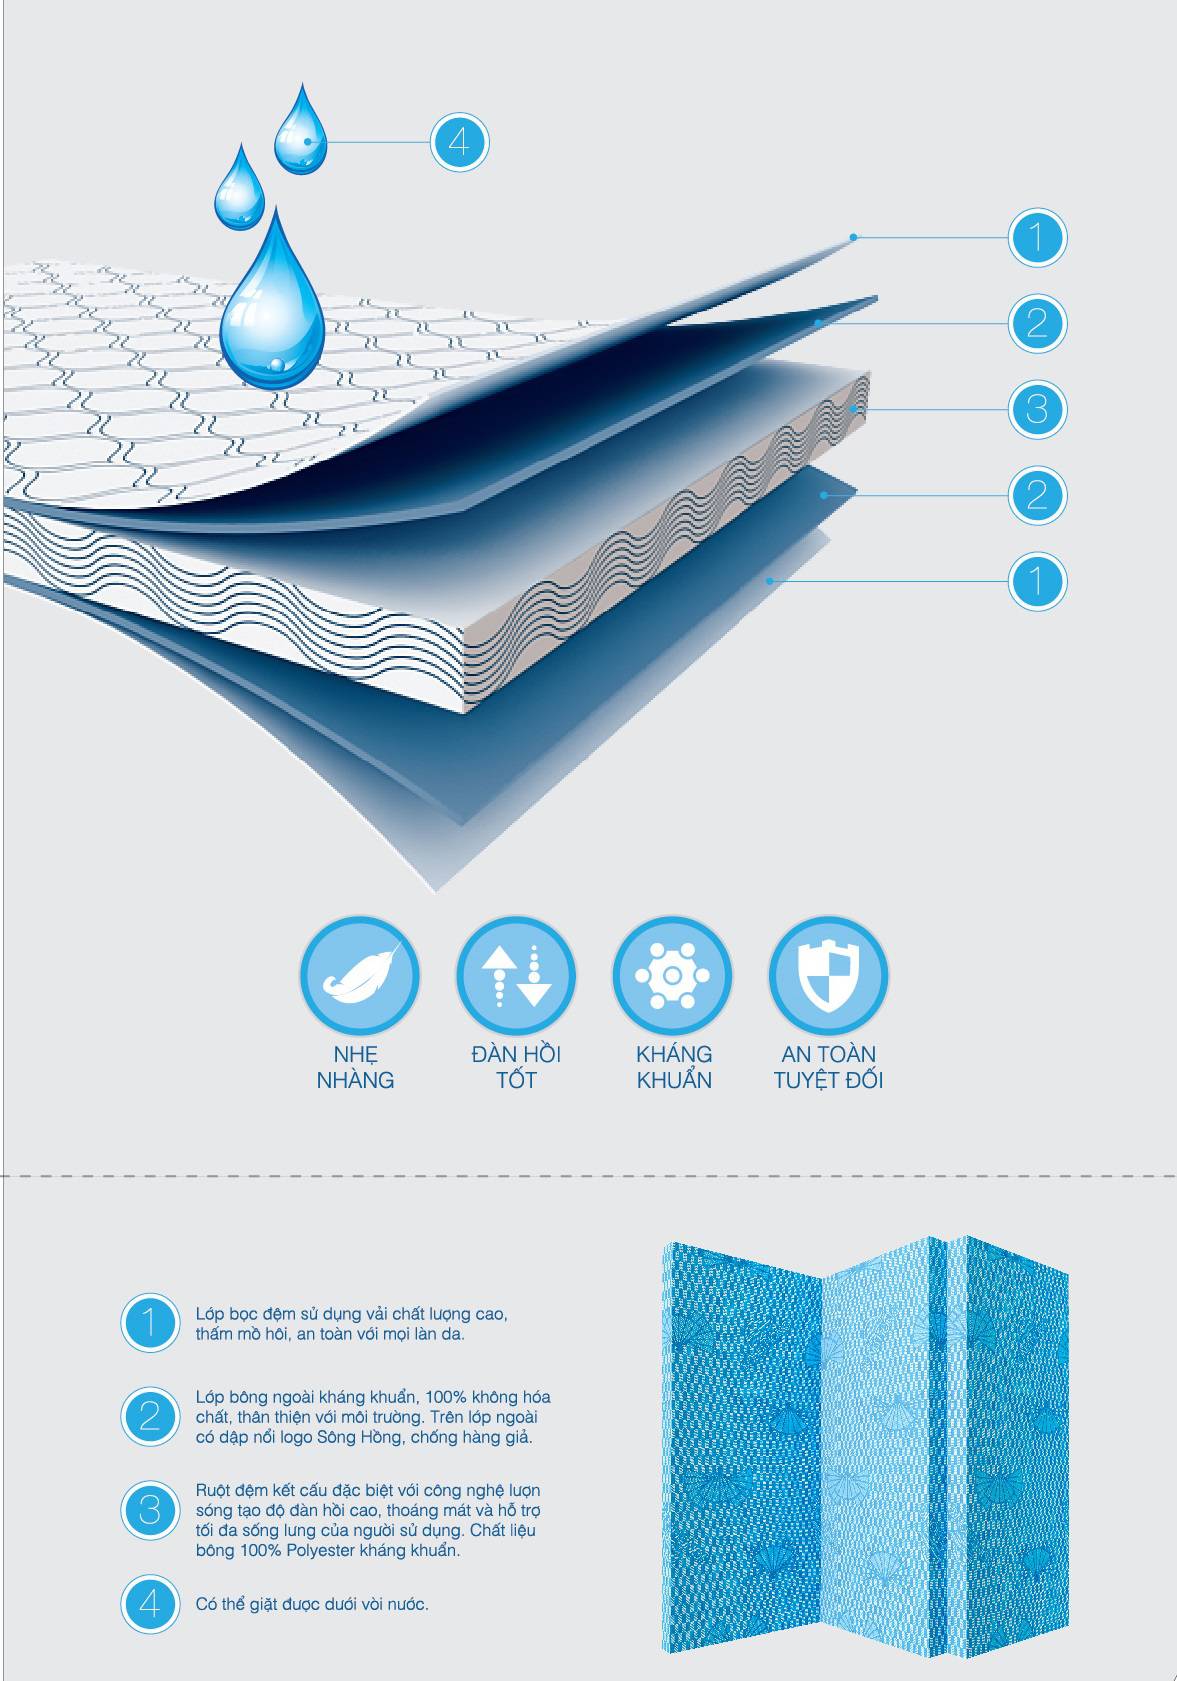 4
1
2
3
2
1
NHẸ
NHÀNG
ĐÀN HỒI
TỐT
KHÁNG
KHUẨN
AN TOÀN
TUYỆT ĐỐI
1
Lớp bọc đệm sử dụng vải chất lượng cao,
thấm mồ hôi, an toàn với mọi làn da.
2
Lớp bông ngoài kháng khuẩn, 100% không hóa
chất, thân thiện với môi trường. Trên lớp ngoài
có dập nổi logo Sông Hồng, chống hàng giả.
3
Ruột đệm kết cấu đặc biệt với công nghệ lượn
sóng tạo độ đàn hồi cao, thoáng mát và hỗ trợ
tối đa sống lưng của người sử dụng. Chất liệu
bông 100% Polyester kháng khuẩn.
4
Có thể giặt được dưới vòi nước.